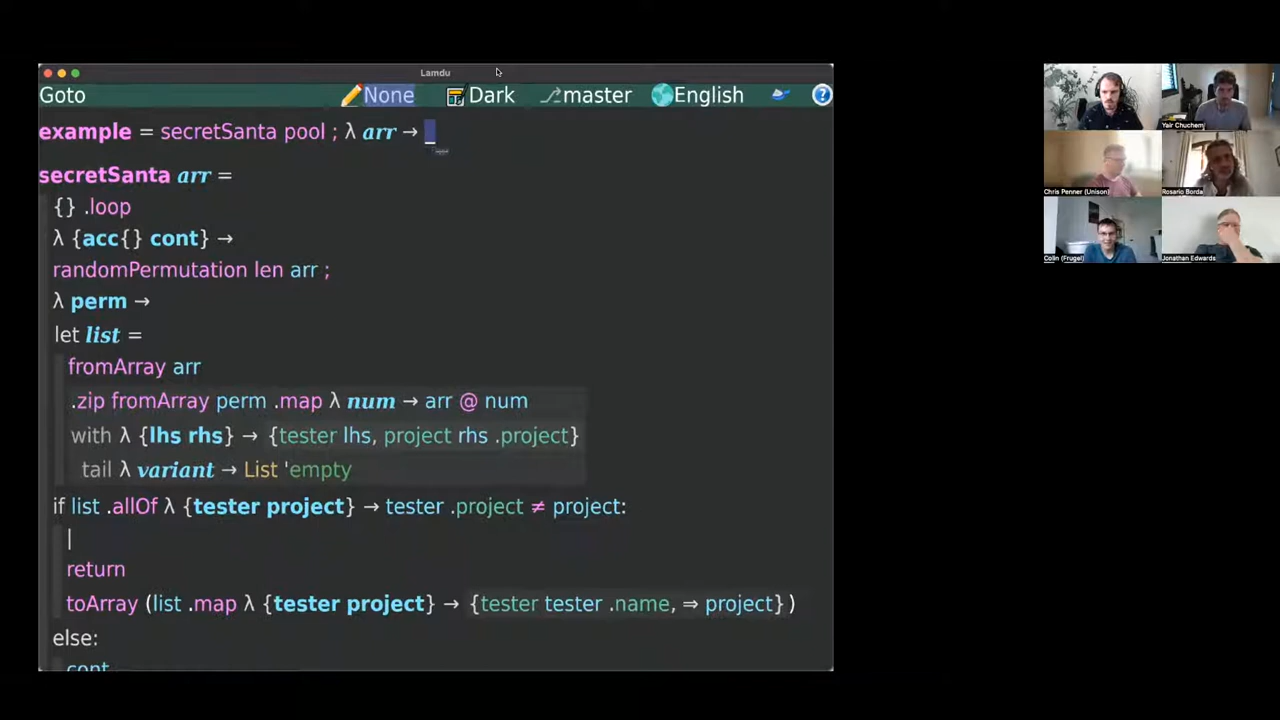 Lamdu
Goto None Dark master English ?
example = secretSanta pool ; λ arr → _
secretSanta arr =
{} .loop
λ {acc{} cont} →
randomPermutation len arr ;
λ perm →
let list =
fromArray arr
.zip fromArray perm .map λ num → arr @ num
with λ {lhs rhs} → {tester lhs, project rhs .project}
tail λ variant → List 'empty
if list .allOf λ {tester project} → tester .project ≠ project:
|
return
toArray (list .map λ {tester project} → {tester tester .name, ⇒ project})
else:
cont
Yair Chuchem
Chris Penner (Unison)
Rosario Borda
Colin (Frugel)
Jonathan Edwards